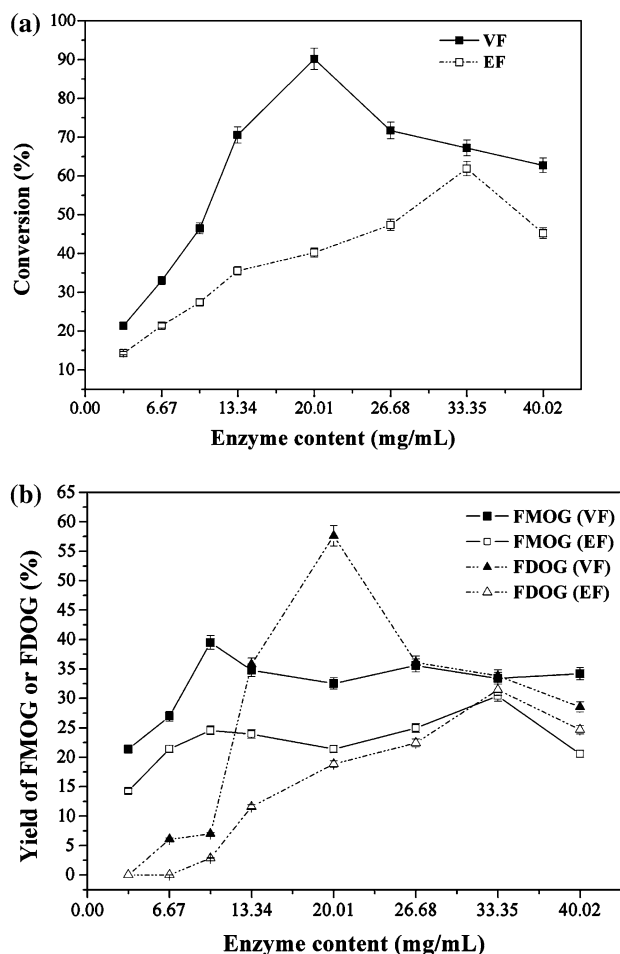 (a)
VF
EF
100
90
80
70
60
50
40
30
20
10
Conversion (%)
0.00 6.67 13.34 20.01 26.68 33.35 40.02
Enzyme content (mg/mL)
(b)
FMOG (VF)
FMOG (EF)
FDOG (VF)
FDOG (EF)
65
60
55
50
45
40
35
30
25
20
15
10
5
0
Yield of FMOG or FDOG (%)
0.00 6.67 13.34 20.01 26.68 33.35 40.02
Enzyme content (mg/mL)